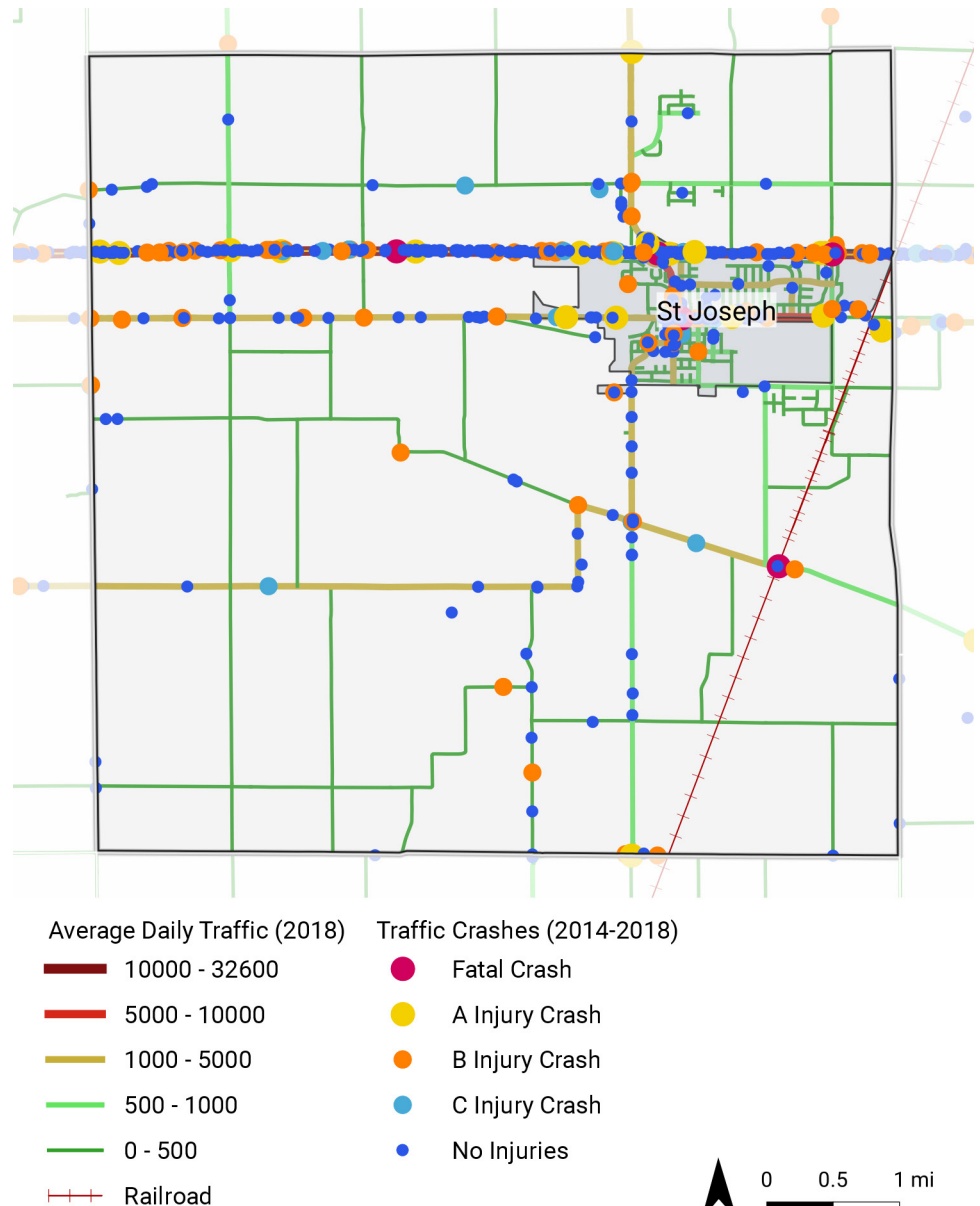 St Joseph
Average Daily Traffic (2018)
Traffic Crashes (2014-2018)
10000 - 32600
Fatal Crash
5000 - 10000
A Injury Crash
1000 - 5000
B Injury Crash
500 - 1000
C Injury Crash
0 - 500
No Injuries
Railroad
0 0.5 1 mi